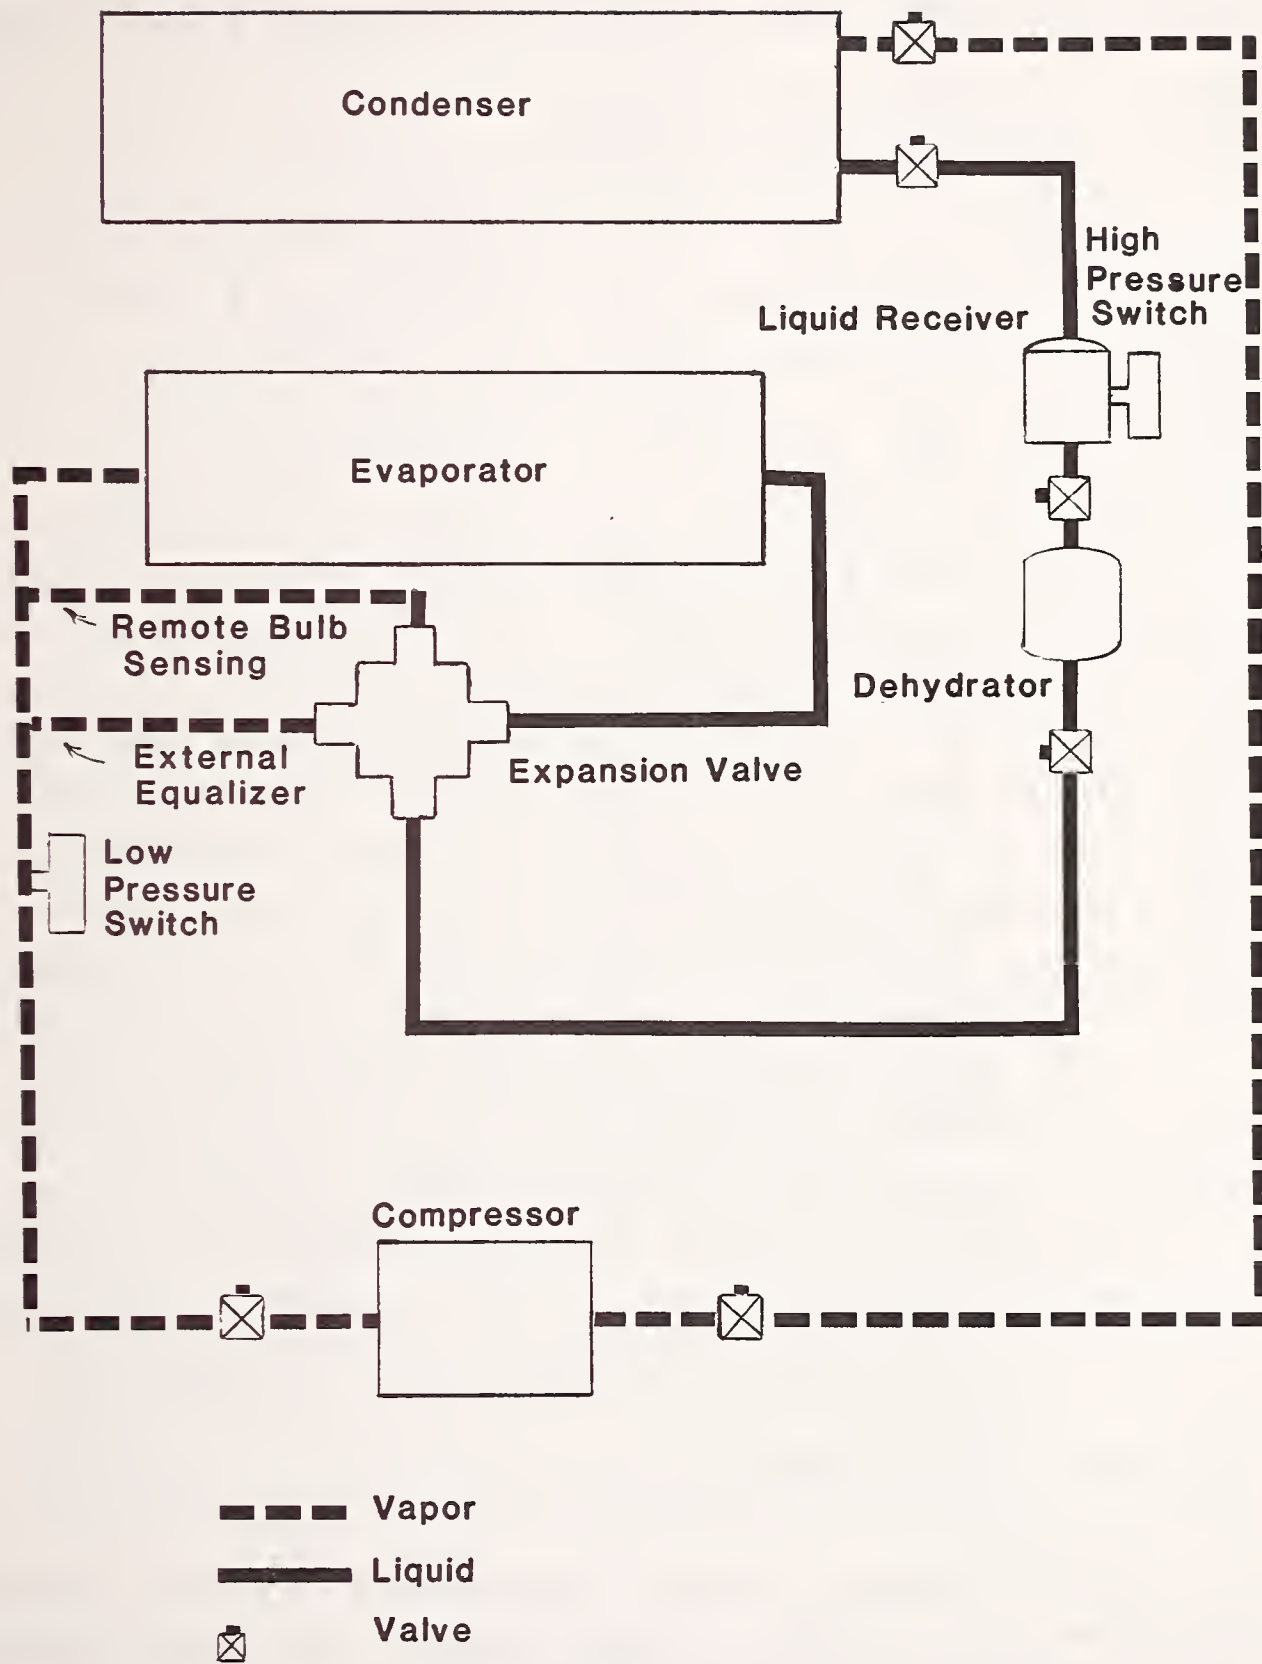 Condenser
High
Pressure
Switch
Liquid Receiver
Evaporator
Remote Bulb
Sensing
Dehydrator
External
Equalizer
Expansion Valve
Low
Pressure
Switch
Compressor
Vapor
Liquid
Valve